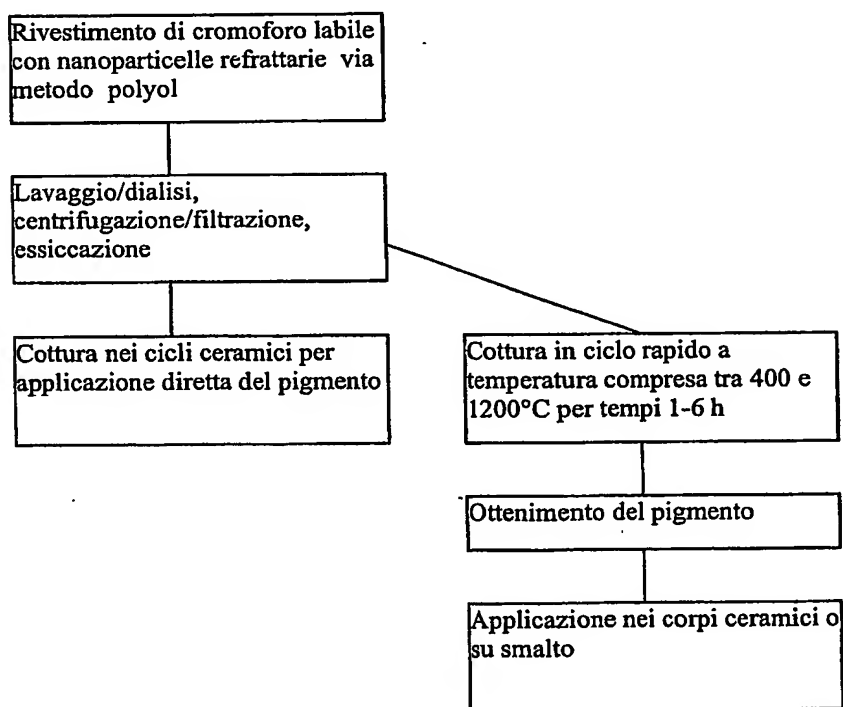 Rivestimento di cromoforo labile
con nanoparticelle refrattarie via
metodo polyol
Lavaggio/dialisi,
centrifugazione/filtrazione,
essiccazione
Cottura nei cicli ceramici per
applicazione diretta del pigmento
Cottura in ciclo rapido a
temperatura compresa tra 400 e
1200°C per tempi 1-6 h
Ottenimento del pigmento
Applicazione nei corpi ceramici o
su smalto